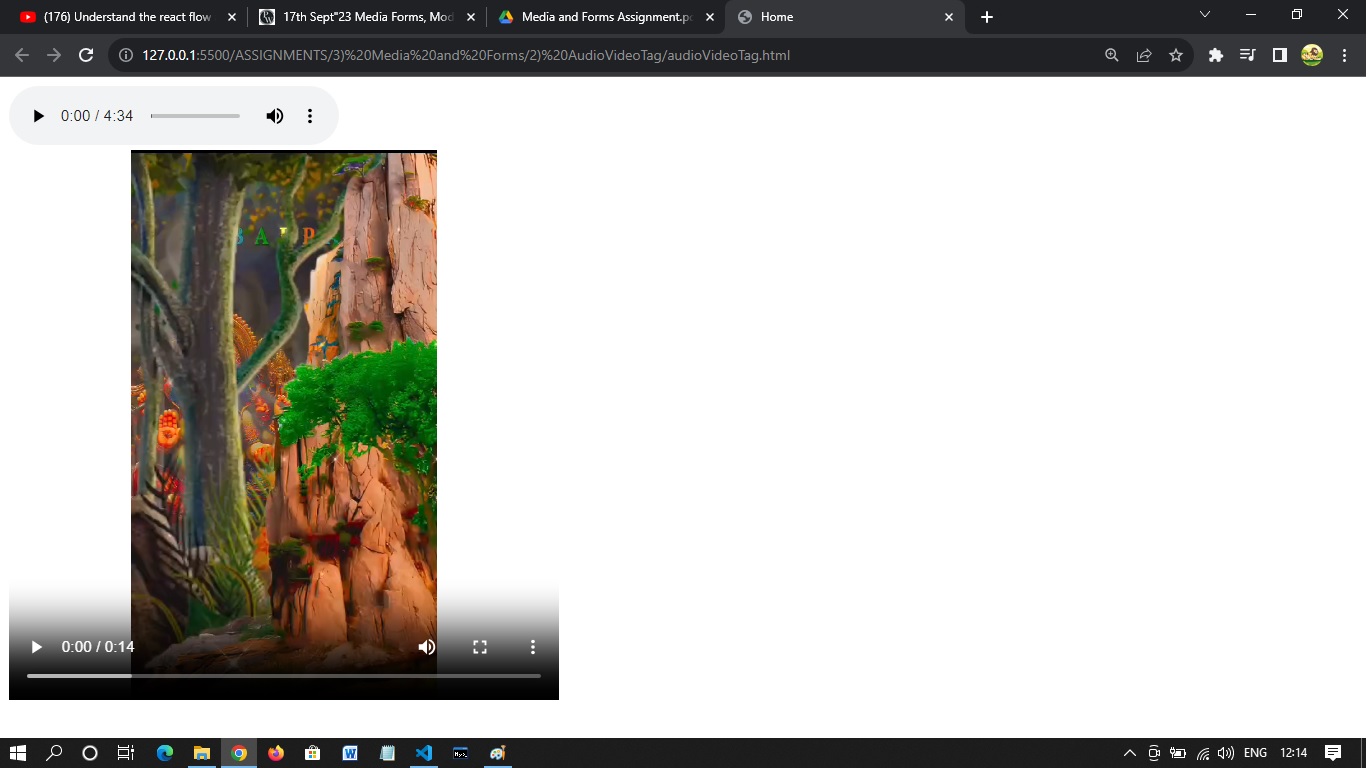 (176) Understand the react flow
17th Sept"23 Media Forms, Mod
Media and Forms Assignment.pd
Home
127.0.0.1:5500/ASSIGNMENTS/3)%20Media%20and%20Forms/2)%20AudioVideoTag/audioVideoTag.html
0:00 / 4:34
0:00 / 0:14
ENG
12:14